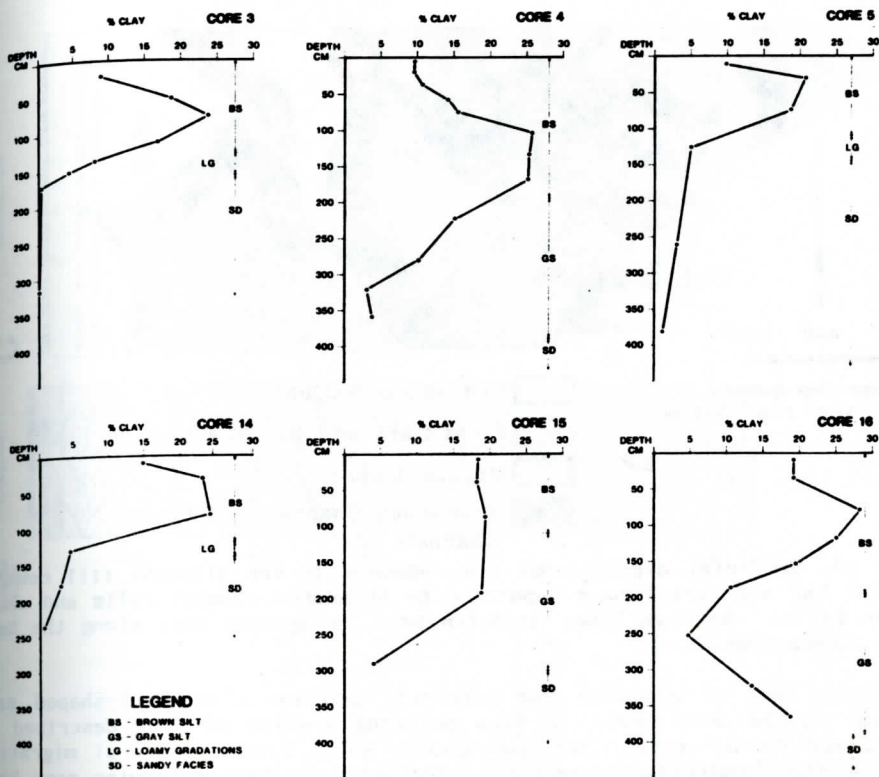 % CLAY CORE 3
5 10 15 20 25 30
DEPTH
CM
50
100
150
200
250
300
350
400
BS
LG
SD
% CLAY CORE 4
5 10 15 20 25 30
DEPTH
CM
50
100
150
200
250
300
350
400
BS
GS
SD
% CLAY CORE 5
5 10 15 20 25 30
DEPTH
CM
50
100
150
200
250
300
350
400
BS
LG
SD
% CLAY CORE 14
5 10 15 20 25 30
DEPTH
CM
50
100
150
200
250
300
350
400
BS
LG
SD
LEGEND
BS - BROWN SILT
GS - GRAY SILT
LG - LOAMY GRADATIONS
SD - SANDY FACIES
% CLAY CORE 15
5 10 15 20 25 30
DEPTH
CM
50
100
150
200
250
300
350
400
BS
GS
SD
% CLAY CORE 16
5 10 15 20 25 30
DEPTH
CM
50
100
150
200
250
300
350
400
BS
GS
SD
till
along the
shaped
described